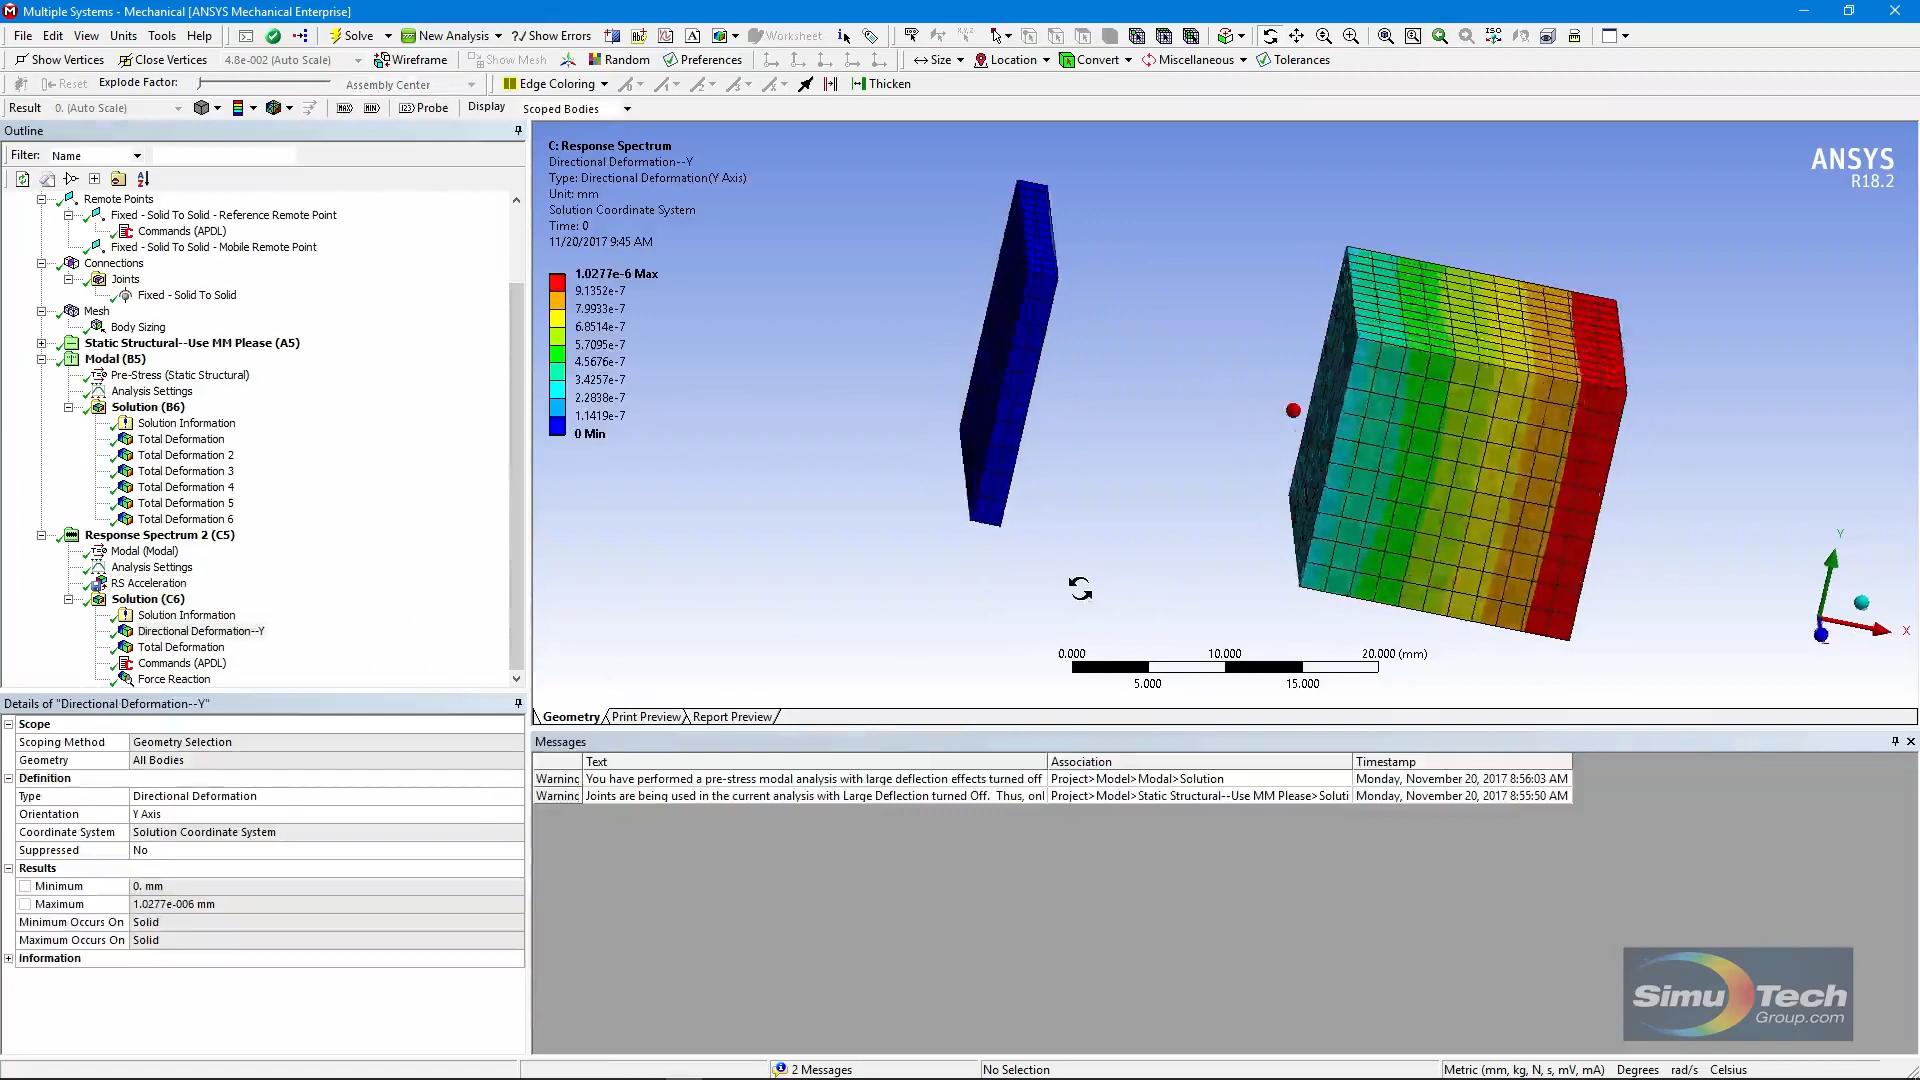 Multiple Systems - Mechanical [ANSYS Mechanical Enterprise]
File Edit View Units Tools Help Solve New Analysis ?/ Show Errors Worksheet
Show Vertices Close Vertices 4.8e-002 (Auto Scale) Wireframe Show Mesh Random Preferences Size Location Convert Miscellaneous Tolerances
Reset Explode Factor: Assembly Center Edge Coloring Thicken
Result 0. (Auto Scale) Probe Display Scoped Bodies
Outline
Filter: Name
Remote Points
Fixed - Solid To Solid - Reference Remote Point
Commands (APDL)
Fixed - Solid To Solid - Mobile Remote Point
Connections
Joints
Fixed - Solid To Solid
Mesh
Body Sizing
Static Structural--Use MM Please (A5)
Modal (B5)
Pre-Stress (Static Structural)
Analysis Settings
Solution (B6)
Solution Information
Total Deformation
Total Deformation 2
Total Deformation 3
Total Deformation 4
Total Deformation 5
Total Deformation 6
Response Spectrum 2 (C5)
Modal (Modal)
Analysis Settings
RS Acceleration
Solution (C6)
Solution Information
Directional Deformation--Y
Total Deformation
Commands (APDL)
Force Reaction
Details of "Directional Deformation--Y"
Scope
Scoping Method Geometry Selection
Geometry All Bodies
Definition
Type Directional Deformation
Orientation Y Axis
Coordinate System Solution Coordinate System
Suppressed No
Results
Minimum 0. mm
Maximum 1.0277e-006 mm
Minimum Occurs On Solid
Maximum Occurs On Solid
Information
C: Response Spectrum
Directional Deformation--Y
Type: Directional Deformation(Y Axis)
Unit: mm
Solution Coordinate System
Time: 0
11/20/2017 9:45 AM
1.0277e-6 Max
9.1352e-7
7.9933e-7
6.8514e-7
5.7095e-7
4.5676e-7
3.4257e-7
2.2838e-7
1.1419e-7
0 Min
ANSYS
R18.2
Y
X
0.000 10.000 20.000 (mm)
5.000 15.000
Geometry Print Preview Report Preview
Messages
Text Association Timestamp
Warning You have performed a pre-stress modal analysis with large deflection effects turned off Project>Model>Modal>Solution Monday, November 20, 2017 8:56:03 AM
Warning Joints are being used in the current analysis with Large Deflection turned Off. Thus, onl Project>Model>Static Structural--Use MM Please>Soluti Monday, November 20, 2017 8:55:50 AM
SimuTech
Group.com
2 Messages No Selection Metric (mm, kg, N, s, mV, mA) Degrees rad/s Celsius